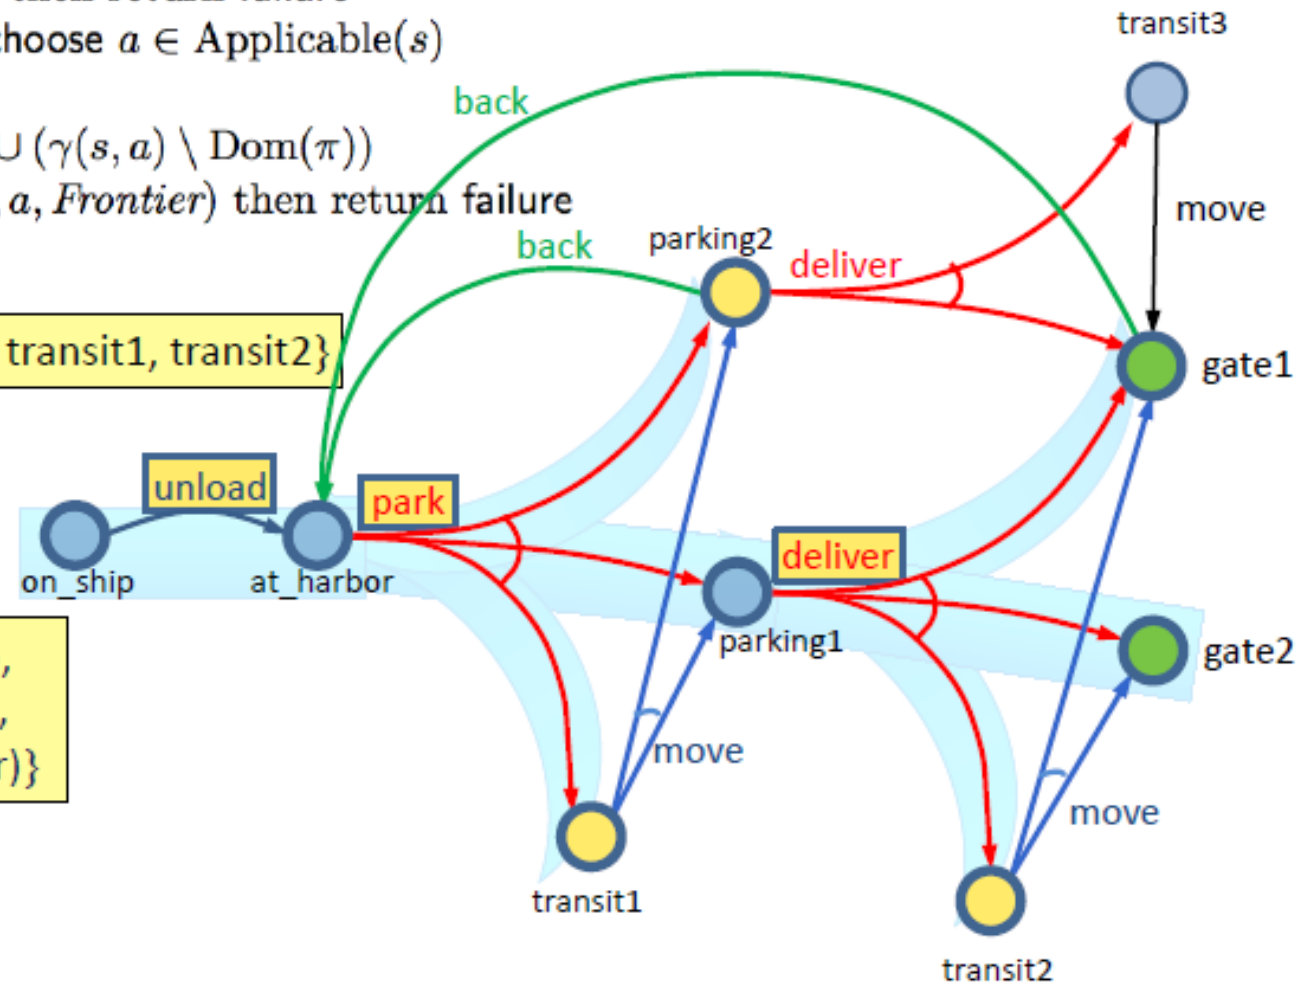 choose a ∈ Applicable(s)
∪ (γ(s, a) \ Dom(π))
a, Frontier) then return failure
transit1, transit2}
r)}
transit3
back
move
parking2
back
deliver
gate1
unload
park
deliver
on_ship
at_harbor
parking1
gate2
move
move
transit1
transit2